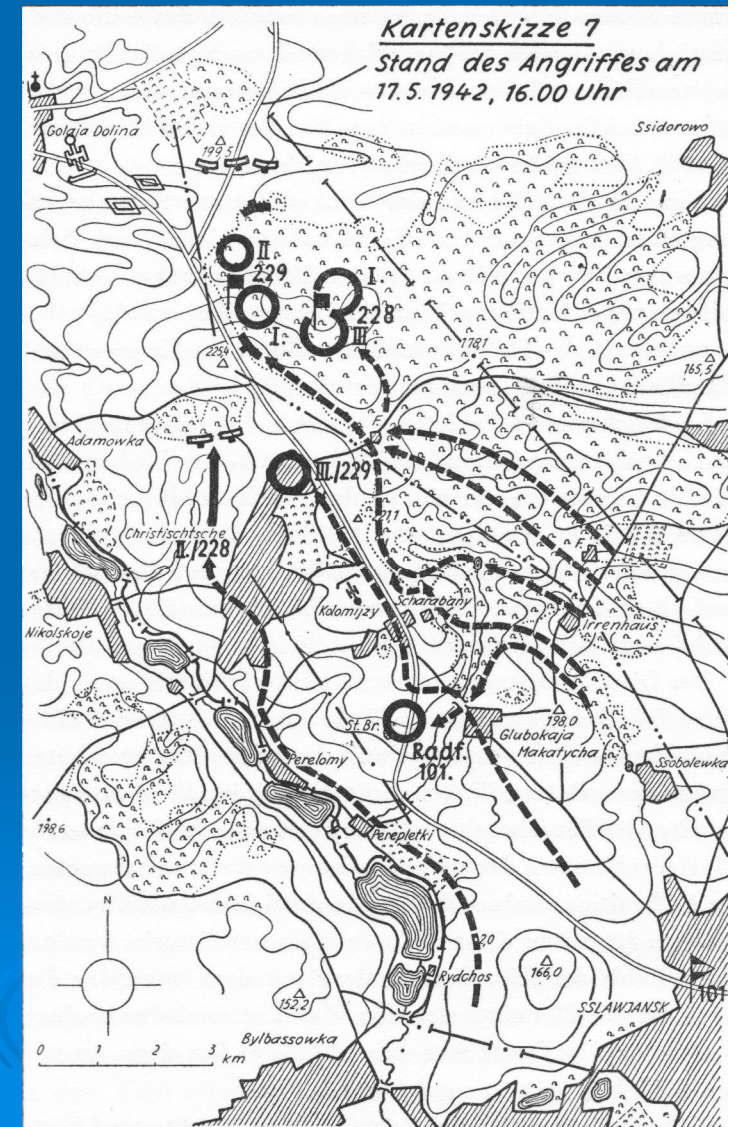 Kartenskizze 7
Stand des Angriffes am
17.5.1942, 16.00 Uhr
Golaja Dolina
Ssidorowo
199,5
II
229
I
I.
228
III
225,4
178,1
165,5
Adamowka
F.
III./229
211
Christischtsche
II./228
Kolomijzy
Scharabany
Irrenhaus
Nikolskoje
St. Br.
Radf.
101.
198,0
Glubokaja
Makatycha
Ssobolewka
Perelomy
198,6
Perepletki
N
Rydchos
166,0
152,2
SSLAWJANSK
101
Bylbassowka
0 1 2 3
km